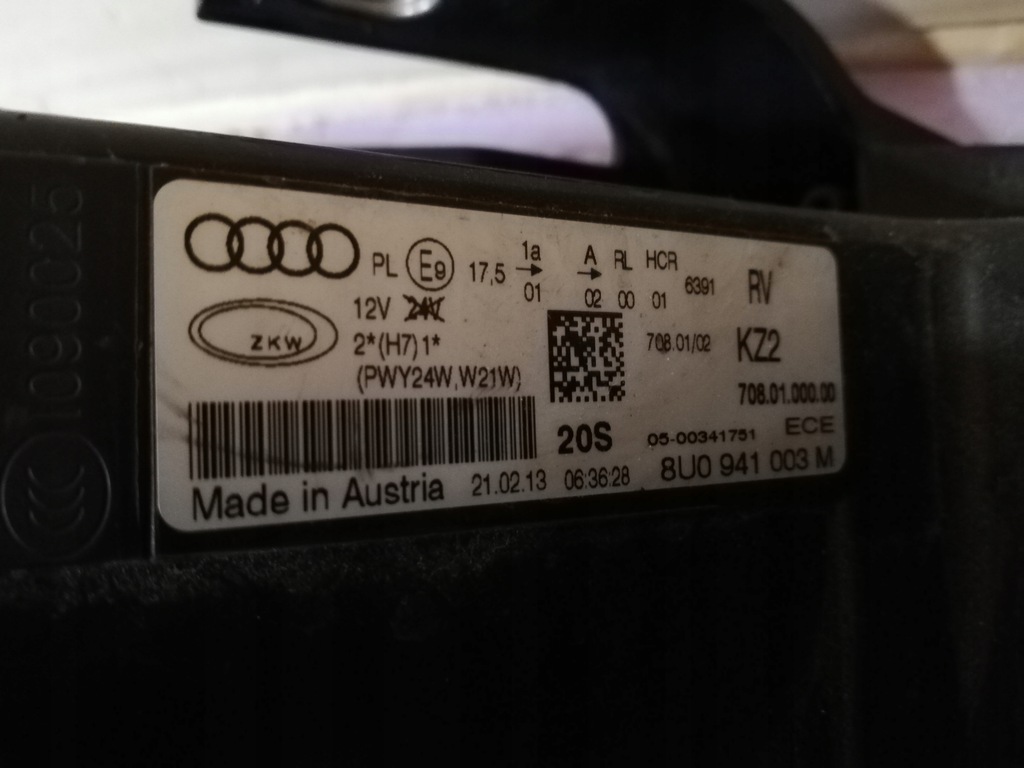 PL E9 17,5 1a → A → RL HCR 6391 RV
01 02 00 01
12V 24V
ZKW
2*(H7)1* 708.01/02 KZ2
(PWY24W,W21W) 708.01.000.00
20S 05-00341751 ECE
Made in Austria 21.02.13 06:36:28 8U0 941 003 M
1090025
CCC